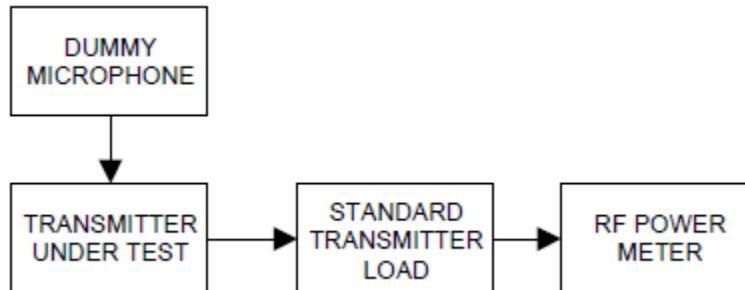 DUMMY
MICROPHONE
TRANSMITTER
UNDER TEST
STANDARD
TRANSMITTER
LOAD
RF POWER
METER